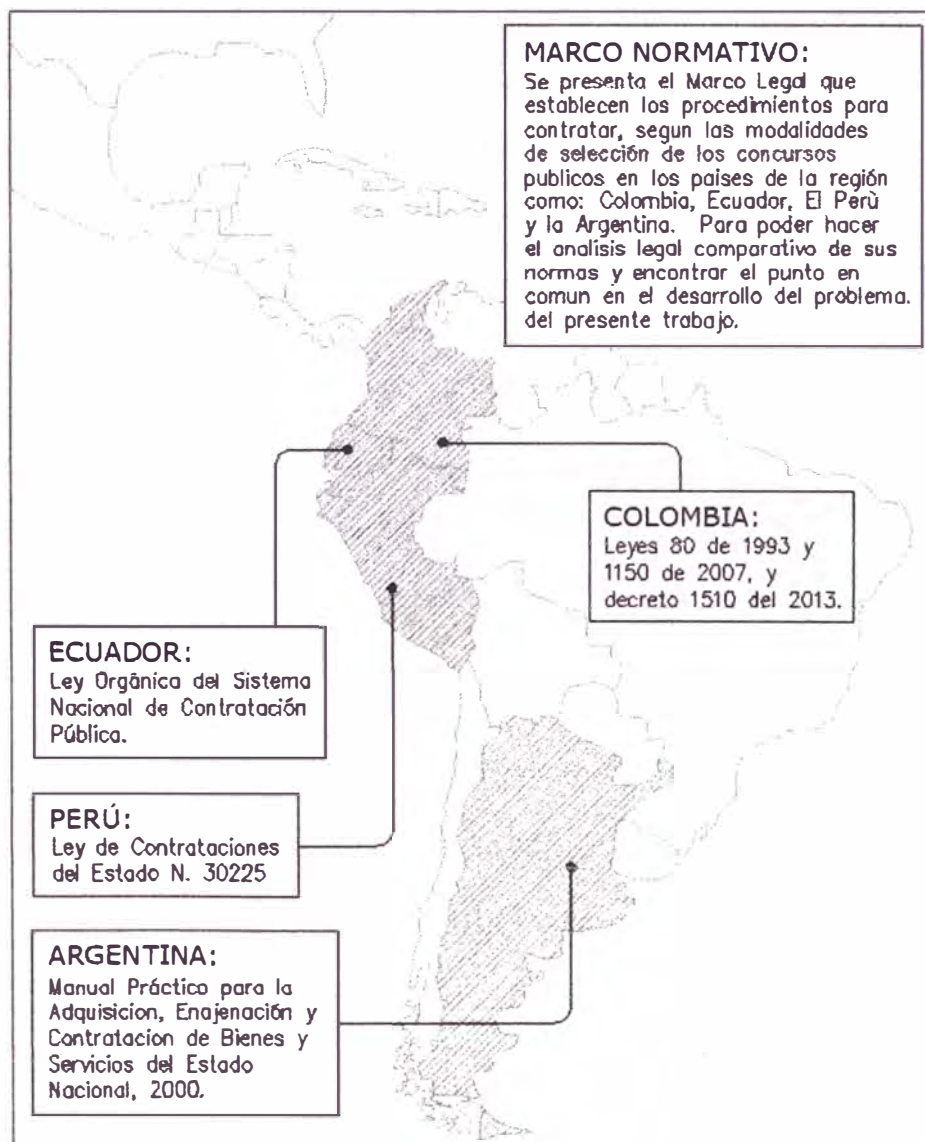 MARCO NORMATIVO:
Se presenta el Marco Legal que
establecen los procedimientos para
contratar, segun las modalidades
de selección de los concursos
publicos en los paises de la región
como: Colombia, Ecuador, El Perù
y la Argentina. Para poder hacer
el analisis legal comparativo de sus
normas y encontrar el punto en
comun en el desarrollo del problema.
del presente trabajo.
COLOMBIA:
Leyes 80 de 1993 y
1150 de 2007, y
decreto 1510 del 2013.
ECUADOR:
Ley Orgánica del Sistema
Nacional de Contratación
Pública.
PERÚ:
Ley de Contrataciones
del Estado N. 30225
ARGENTINA:
Manual Práctico para la
Adquisicion, Enajenación y
Contratacion de Bienes y
Servicios del Estado
Nacional, 2000.